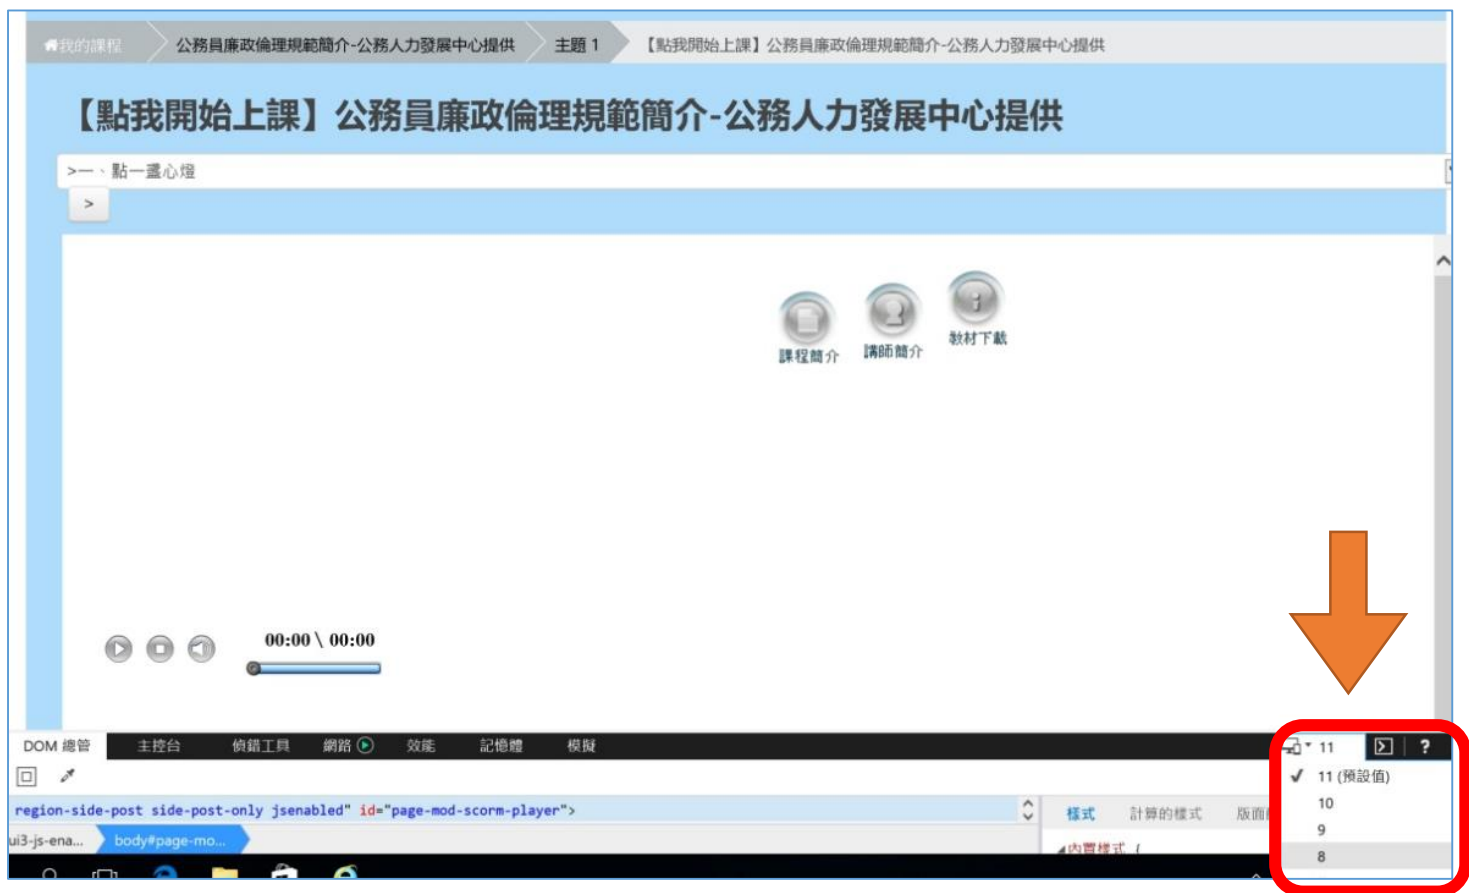 我的課程 公務員廉政倫理規範簡介-公務人力發展中心提供 主題 1 【點我開始上課】公務員廉政倫理規範簡介-公務人力發展中心提供
【點我開始上課】公務員廉政倫理規範簡介-公務人力發展中心提供
>一、點一盞心燈
>
課程簡介 講師簡介 教材下載
00:00 \ 00:00
DOM 總管 主控台 偵錯工具 網路 效能 記憶體 模擬 11 ?
11 (預設值)
region-side-post side-post-only jsenabled" id="page-mod-scorm-player">
樣式 計算的樣式 版面
10
9
ui3-js-ena... body#page-mo...
內置樣式 {
8